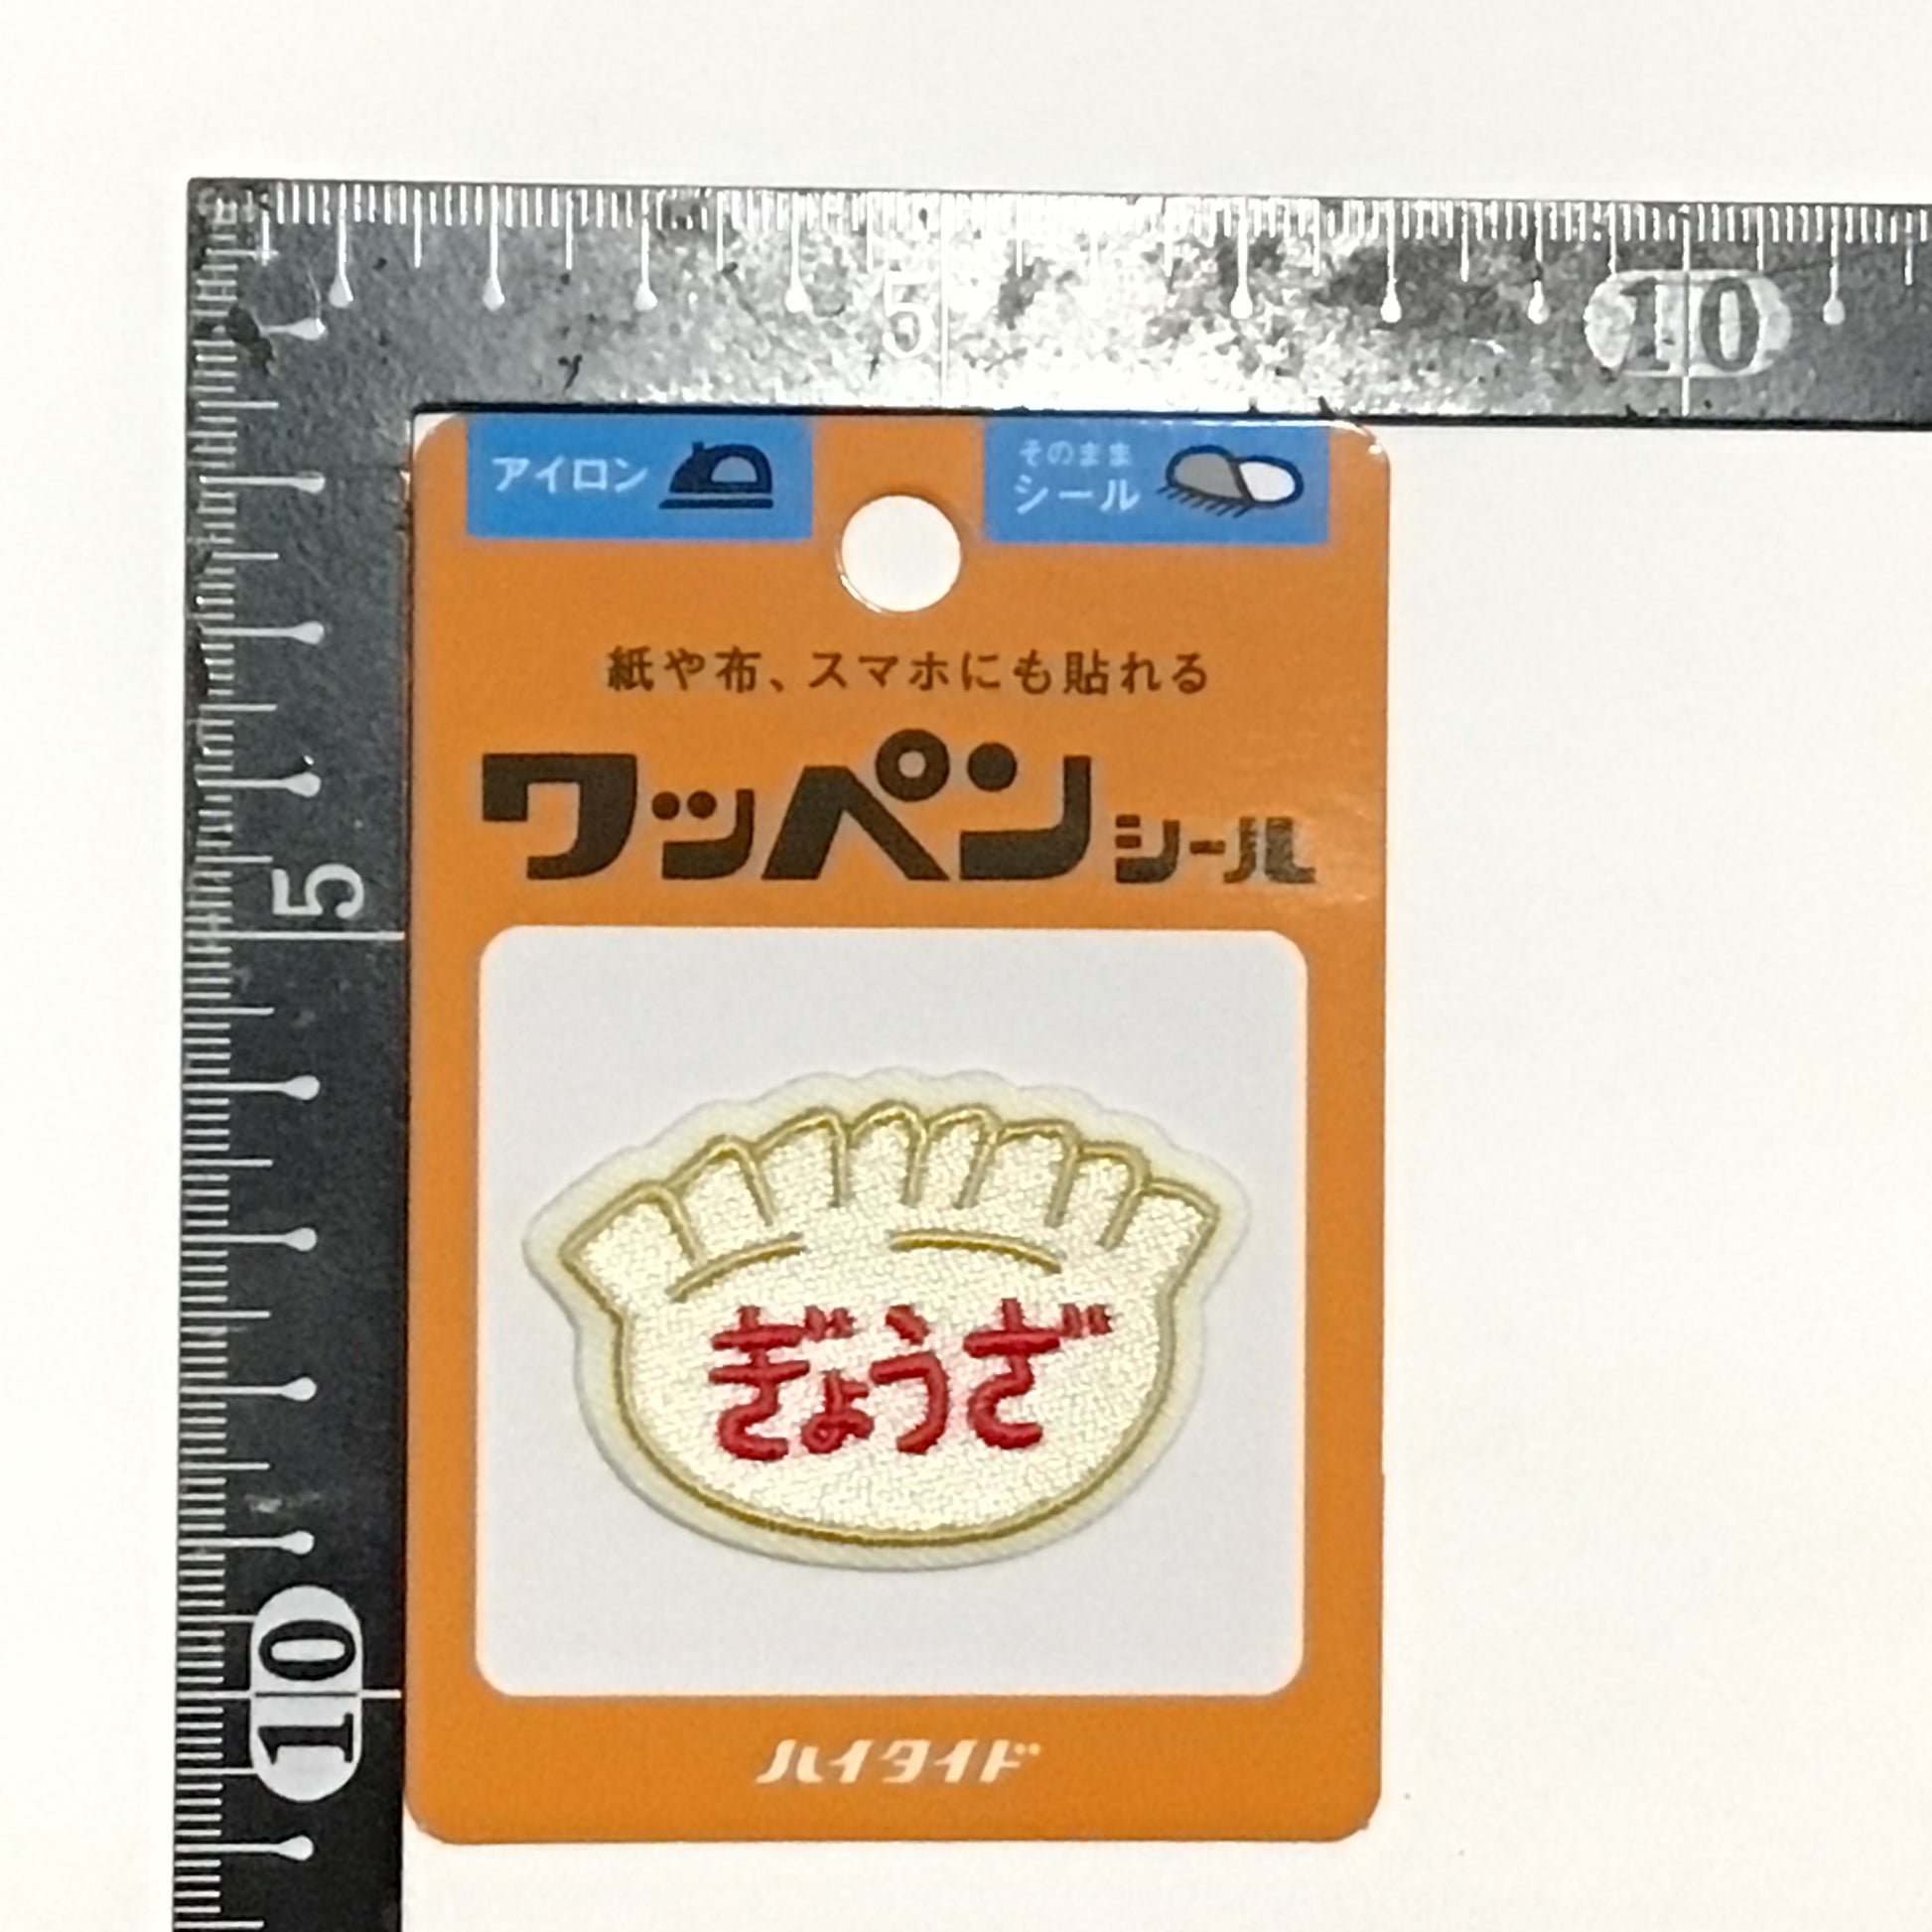 5
10
アイロン
そのまま
シール
紙や布、スマホにも貼れる
ワッペンシール
5
ぎょうざ
10
ハイタイド